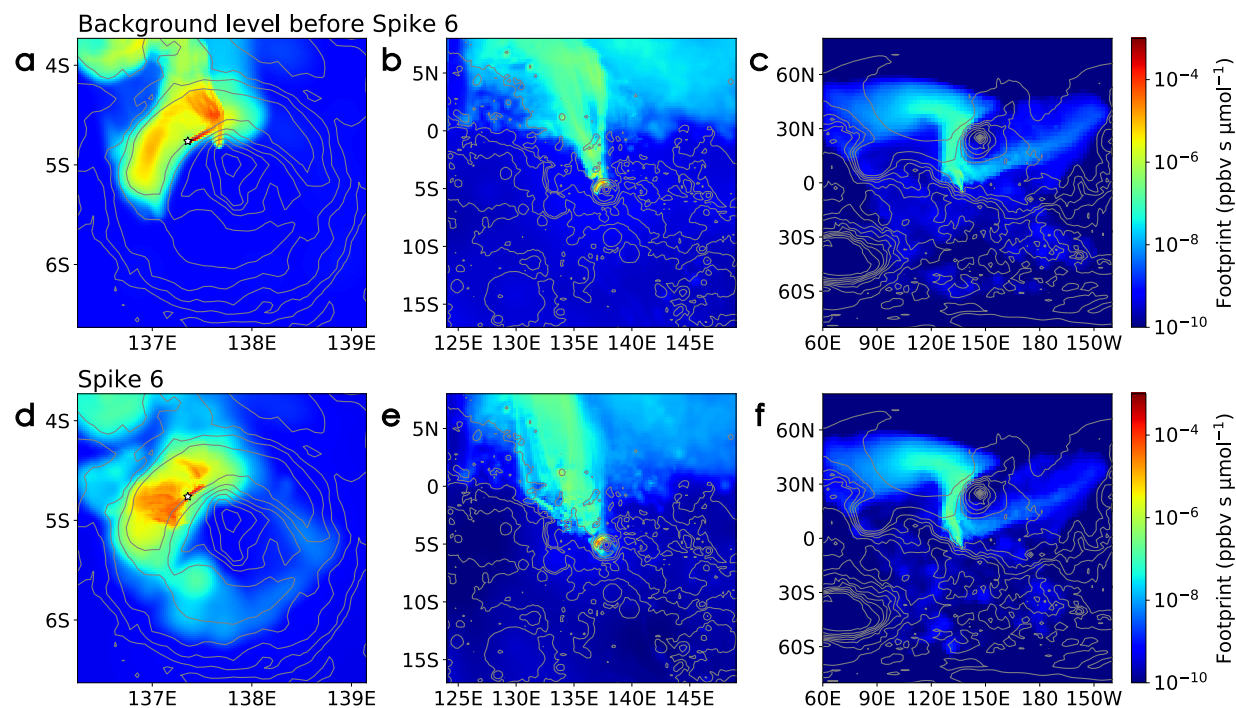 Background level before Spike 6
a
4S
5S
6S
137E 138E 139E
b
5N
0
5S
10S
15S
125E 130E 135E 140E 145E
c
60N
30N
0
30S
60S
60E 90E 120E 150E 180 150W
10⁻⁴
10⁻⁶
10⁻⁸
10⁻¹⁰
Footprint (ppbv s μmol⁻¹)
Spike 6
d
4S
5S
6S
137E 138E 139E
e
5N
0
5S
10S
15S
125E 130E 135E 140E 145E
f
60N
30N
0
30S
60S
60E 90E 120E 150E 180 150W
10⁻⁴
10⁻⁶
10⁻⁸
10⁻¹⁰
Footprint (ppbv s μmol⁻¹)